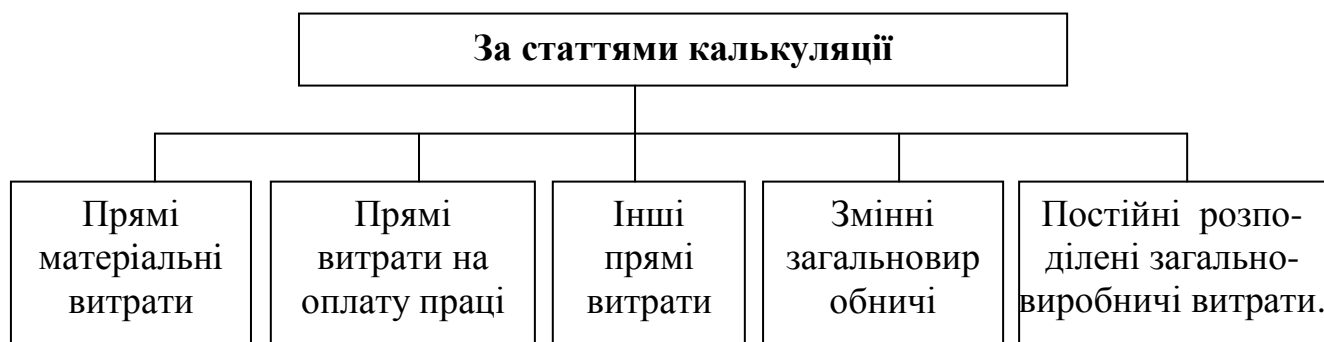 За статтями калькуляції
Прямі
матеріальні
витрати
Прямі
витрати на
оплату праці
Інші
прямі
витрати
Змінні
загальновир
обничі
Постійні розпо-
ділені загально-
виробничі витрати.